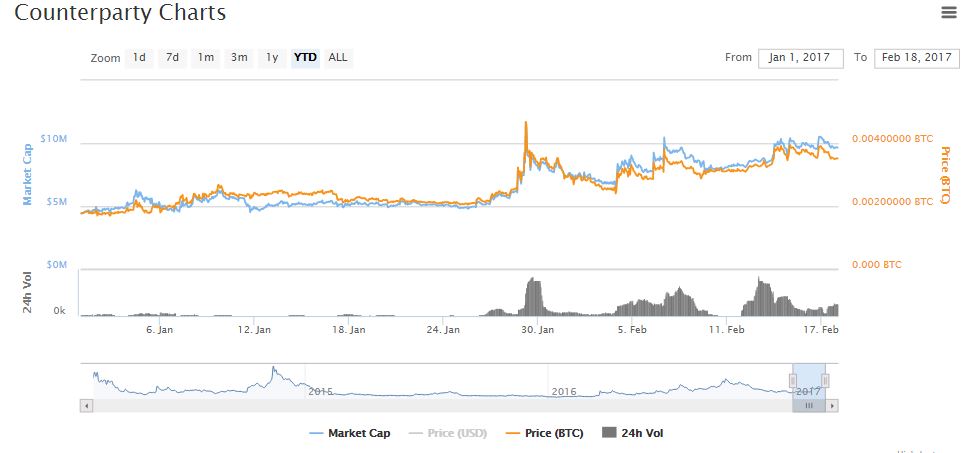 Counterparty Charts
Zoom 1d 7d 1m 3m 1y YTD ALL From Jan 1, 2017 To Feb 18, 2017
Market Cap
$10M
$5M
$0M
0.00400000 BTC
0.00200000 BTC
0.000 BTC
Price (BTC)
24h Vol
0k
6. Jan 12. Jan 18. Jan 24. Jan 30. Jan 5. Feb 11. Feb 17. Feb
2015 2016 2017
Market Cap Price (USD) Price (BTC) 24h Vol